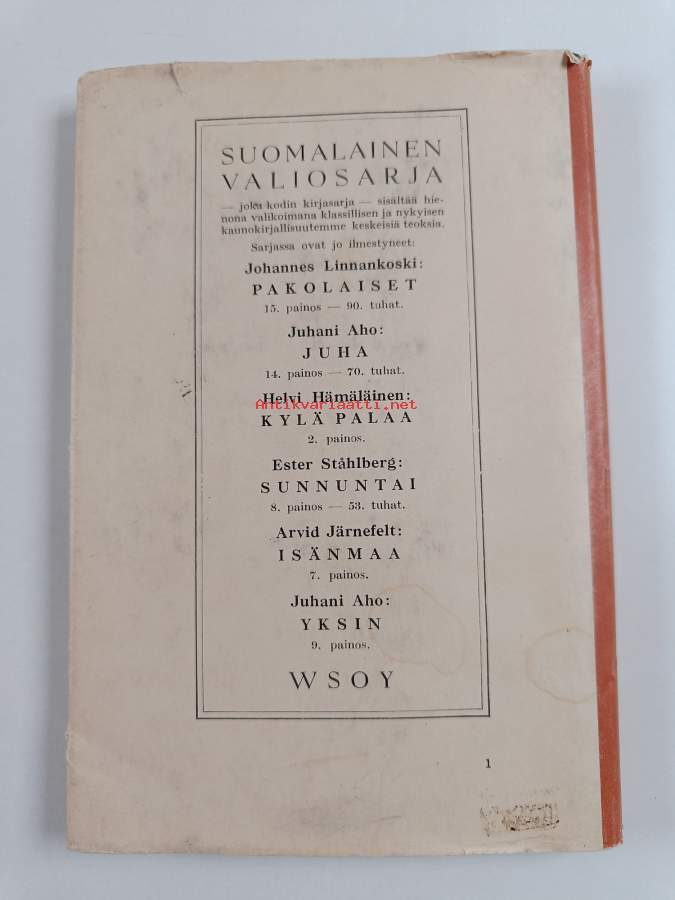 SUOMALAINEN
VALIOSARJA
— joka kodin kirjasarja — sisältää hie-
nona valikoimana klassillisen ja nykyisen
kaunokirjallisuutemme keskeisiä teoksia.
Sarjassa ovat jo ilmestyneet:
Johannes Linnankoski:
PAKOLAISET
15. painos — 90. tuhat.
Juhani Aho:
JUHA
14. painos — 70. tuhat.
Helvi Hämäläinen:
Antikvariaatti.net
KYLÄ PALAA
2. painos.
Ester Ståhlberg:
SUNNUNTAI
8. painos — 53. tuhat.
Arvid Järnefelt:
ISÄNMAA
7. painos.
Juhani Aho:
YKSIN
9. painos.
WSOY
1